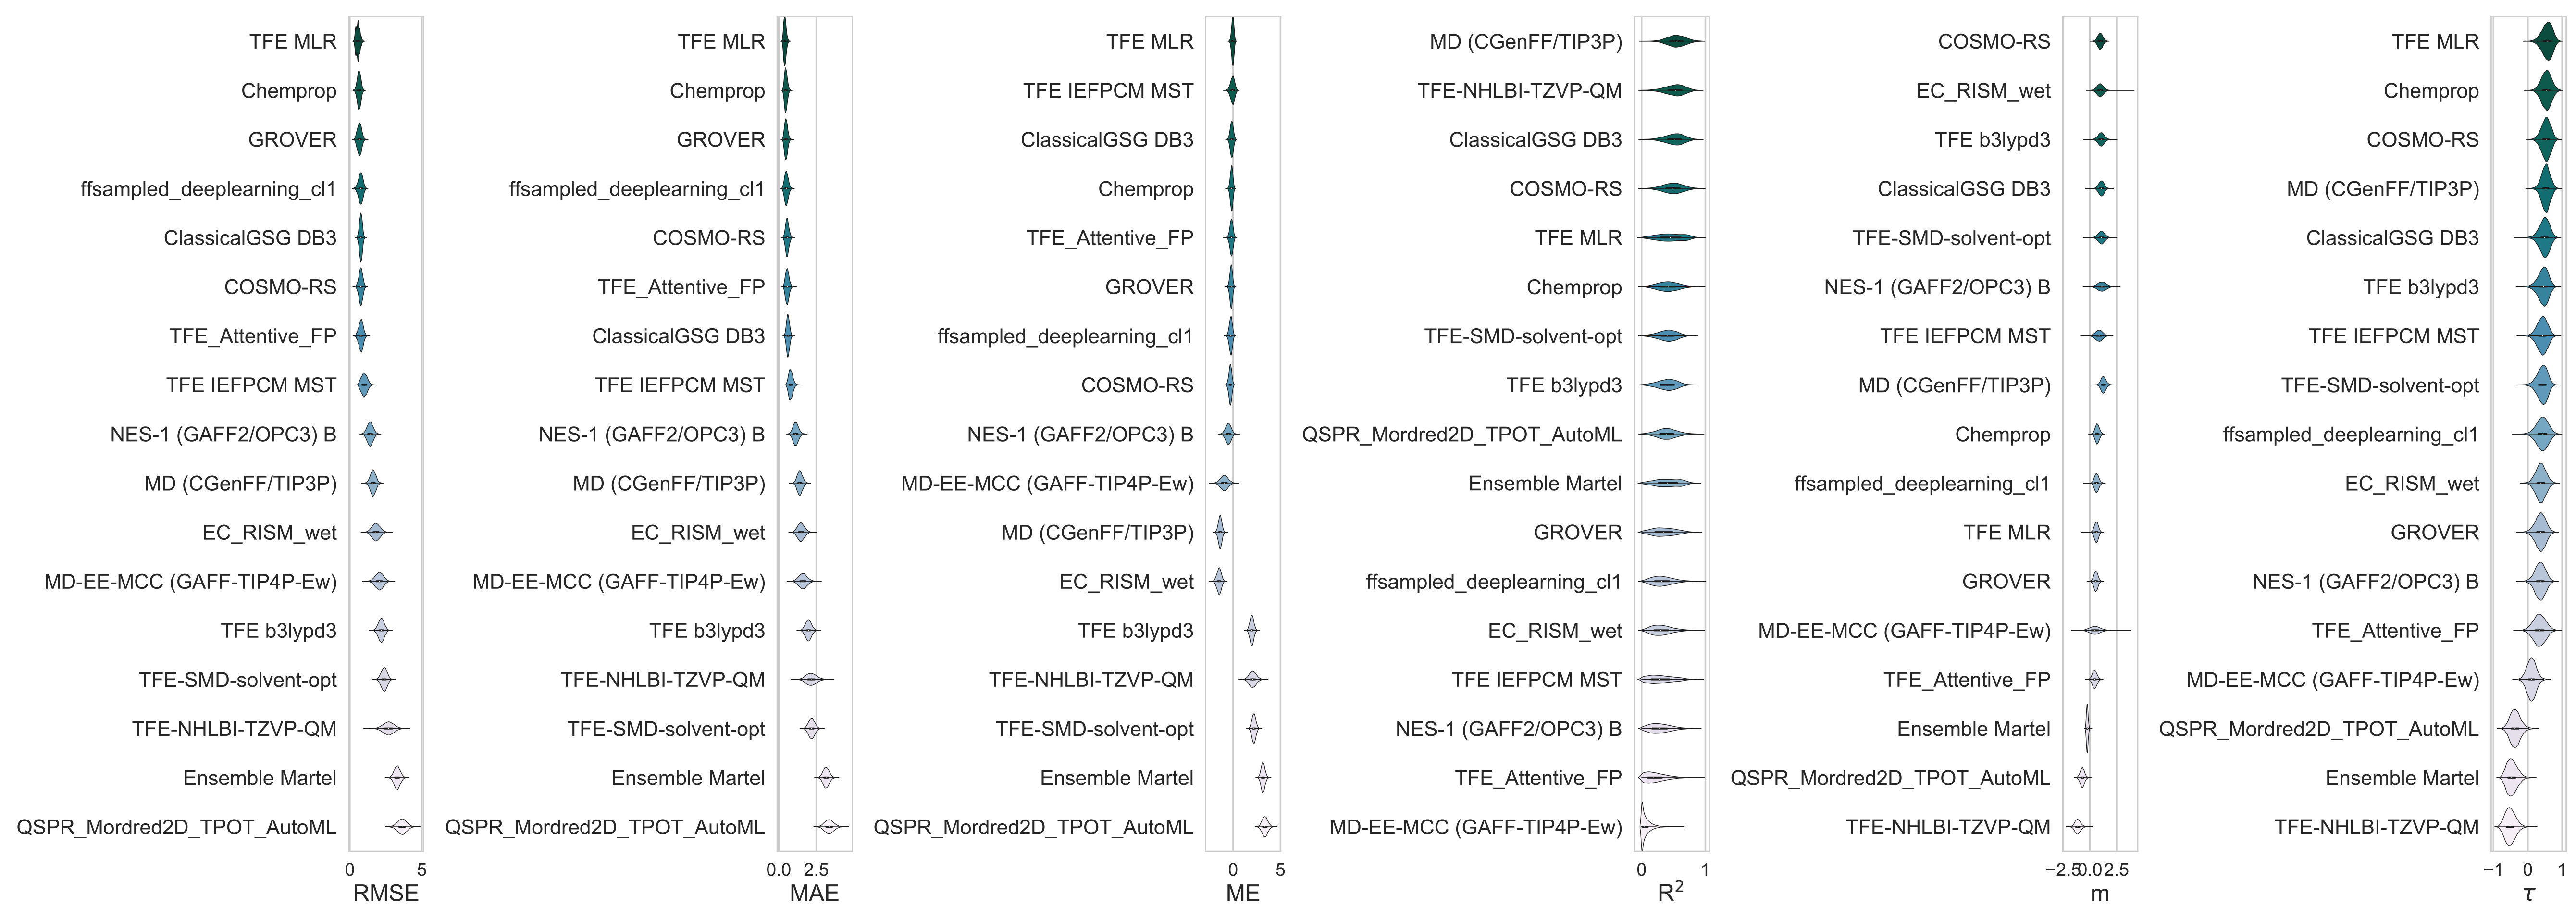 TFE MLR
Chemprop
GROVER
ffsampled_deeplearning_cl1
ClassicalGSG DB3
COSMO-RS
TFE_Attentive_FP
TFE IEFPCM MST
NES-1 (GAFF2/OPC3) B
MD (CGenFF/TIP3P)
EC_RISM_wet
MD-EE-MCC (GAFF-TIP4P-Ew)
TFE b3lypd3
TFE-SMD-solvent-opt
TFE-NHLBI-TZVP-QM
Ensemble Martel
QSPR_Mordred2D_TPOT_AutoML
0 5
RMSE
TFE MLR
Chemprop
GROVER
ffsampled_deeplearning_cl1
COSMO-RS
TFE_Attentive_FP
ClassicalGSG DB3
TFE IEFPCM MST
NES-1 (GAFF2/OPC3) B
MD (CGenFF/TIP3P)
EC_RISM_wet
MD-EE-MCC (GAFF-TIP4P-Ew)
TFE b3lypd3
TFE-NHLBI-TZVP-QM
TFE-SMD-solvent-opt
Ensemble Martel
QSPR_Mordred2D_TPOT_AutoML
0.0 2.5
MAE
TFE MLR
TFE IEFPCM MST
ClassicalGSG DB3
Chemprop
TFE_Attentive_FP
GROVER
ffsampled_deeplearning_cl1
COSMO-RS
NES-1 (GAFF2/OPC3) B
MD-EE-MCC (GAFF-TIP4P-Ew)
MD (CGenFF/TIP3P)
EC_RISM_wet
TFE b3lypd3
TFE-NHLBI-TZVP-QM
TFE-SMD-solvent-opt
Ensemble Martel
QSPR_Mordred2D_TPOT_AutoML
0 5
ME
MD (CGenFF/TIP3P)
TFE-NHLBI-TZVP-QM
ClassicalGSG DB3
COSMO-RS
TFE MLR
Chemprop
TFE-SMD-solvent-opt
TFE b3lypd3
QSPR_Mordred2D_TPOT_AutoML
Ensemble Martel
GROVER
ffsampled_deeplearning_cl1
EC_RISM_wet
TFE IEFPCM MST
NES-1 (GAFF2/OPC3) B
TFE_Attentive_FP
MD-EE-MCC (GAFF-TIP4P-Ew)
0 1
R²
COSMO-RS
EC_RISM_wet
TFE b3lypd3
ClassicalGSG DB3
TFE-SMD-solvent-opt
NES-1 (GAFF2/OPC3) B
TFE IEFPCM MST
MD (CGenFF/TIP3P)
Chemprop
ffsampled_deeplearning_cl1
TFE MLR
GROVER
MD-EE-MCC (GAFF-TIP4P-Ew)
TFE_Attentive_FP
Ensemble Martel
QSPR_Mordred2D_TPOT_AutoML
TFE-NHLBI-TZVP-QM
−2.5 0.0 2.5
m
TFE MLR
Chemprop
COSMO-RS
MD (CGenFF/TIP3P)
ClassicalGSG DB3
TFE b3lypd3
TFE IEFPCM MST
TFE-SMD-solvent-opt
ffsampled_deeplearning_cl1
EC_RISM_wet
GROVER
NES-1 (GAFF2/OPC3) B
TFE_Attentive_FP
MD-EE-MCC (GAFF-TIP4P-Ew)
QSPR_Mordred2D_TPOT_AutoML
Ensemble Martel
TFE-NHLBI-TZVP-QM
−1 0 1
τ